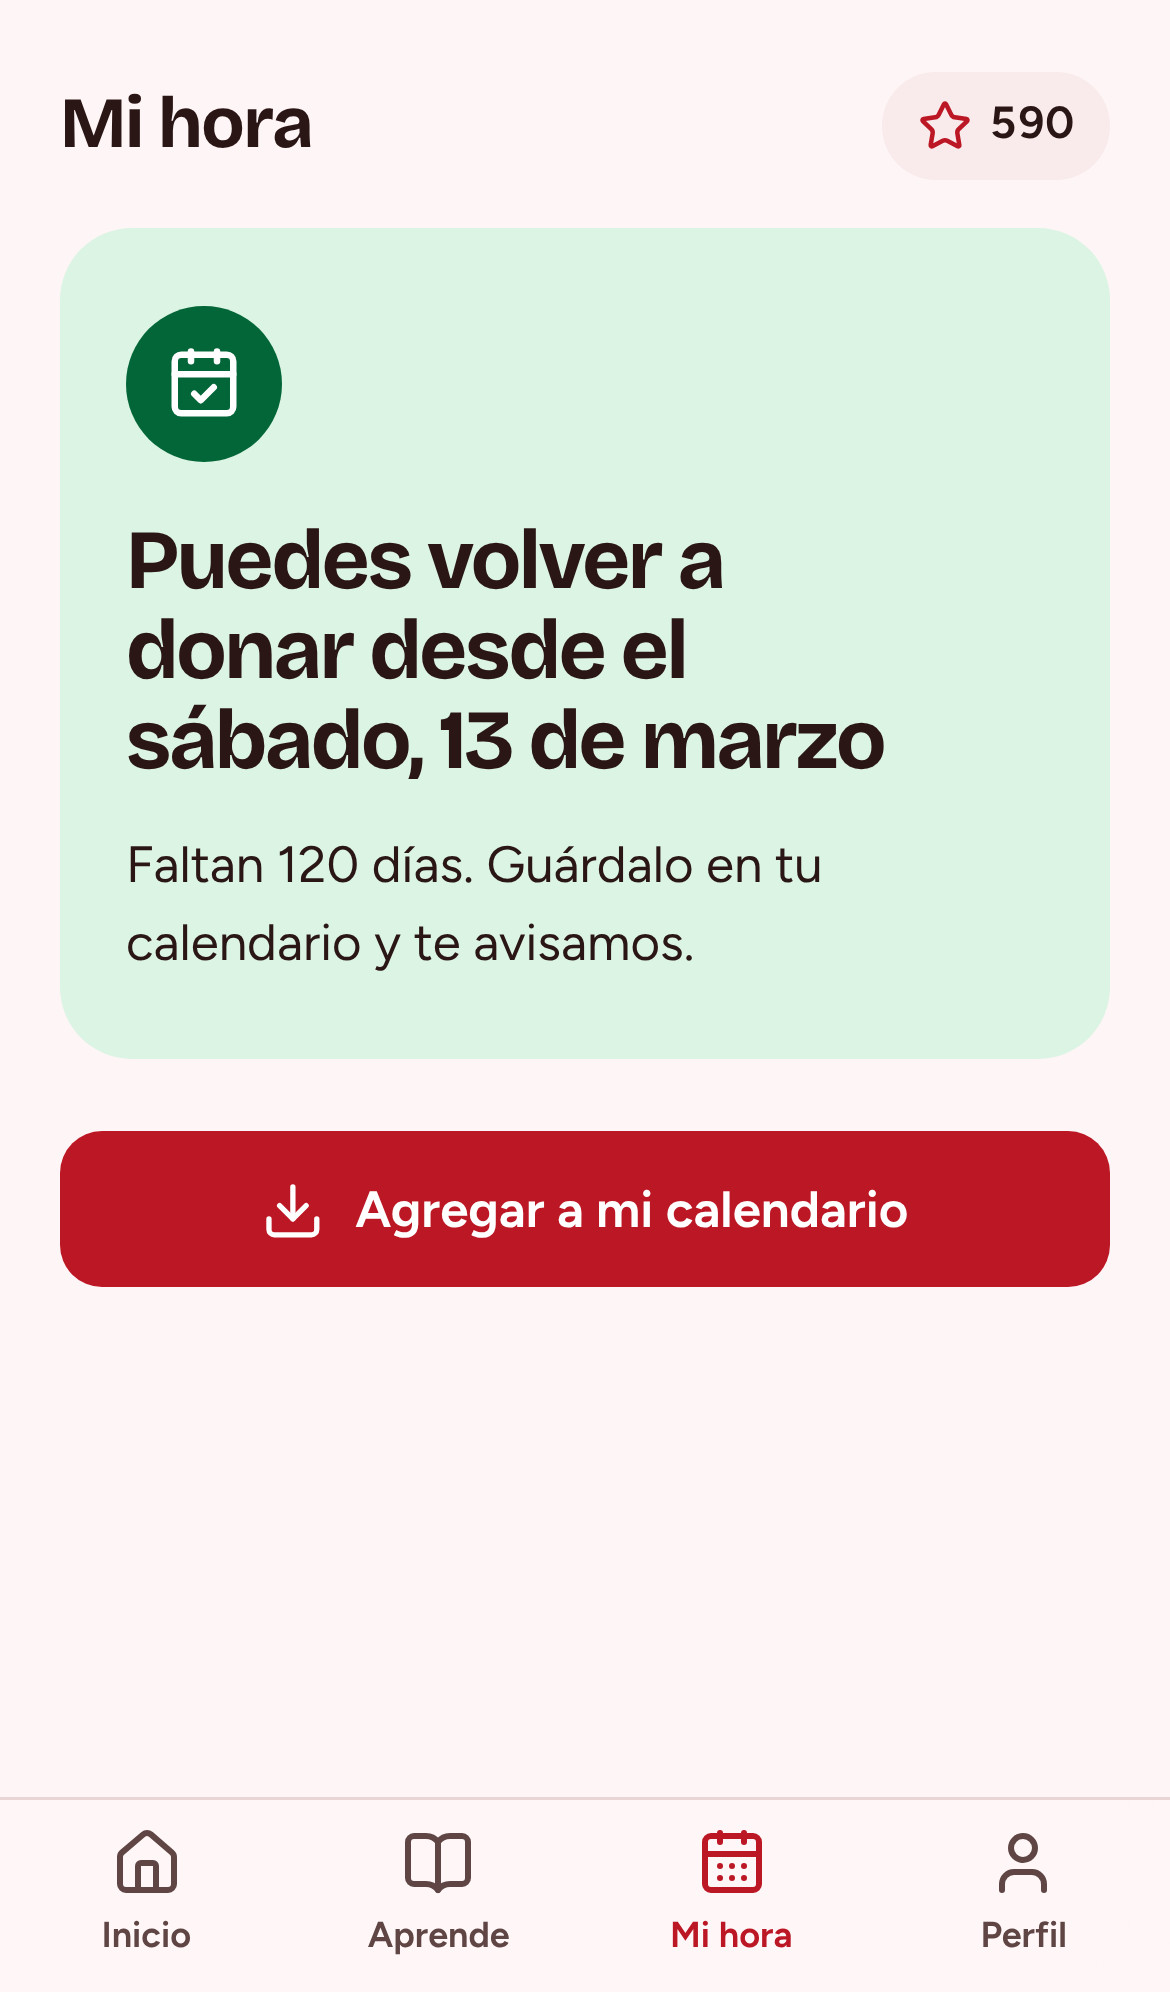 Mi hora
590
Puedes volver a
donar desde el
sábado, 13 de marzo
Faltan 120 días. Guárdalo en tu
calendario y te avisamos.
Agregar a mi calendario
Inicio
Aprende
Mi hora
Perfil